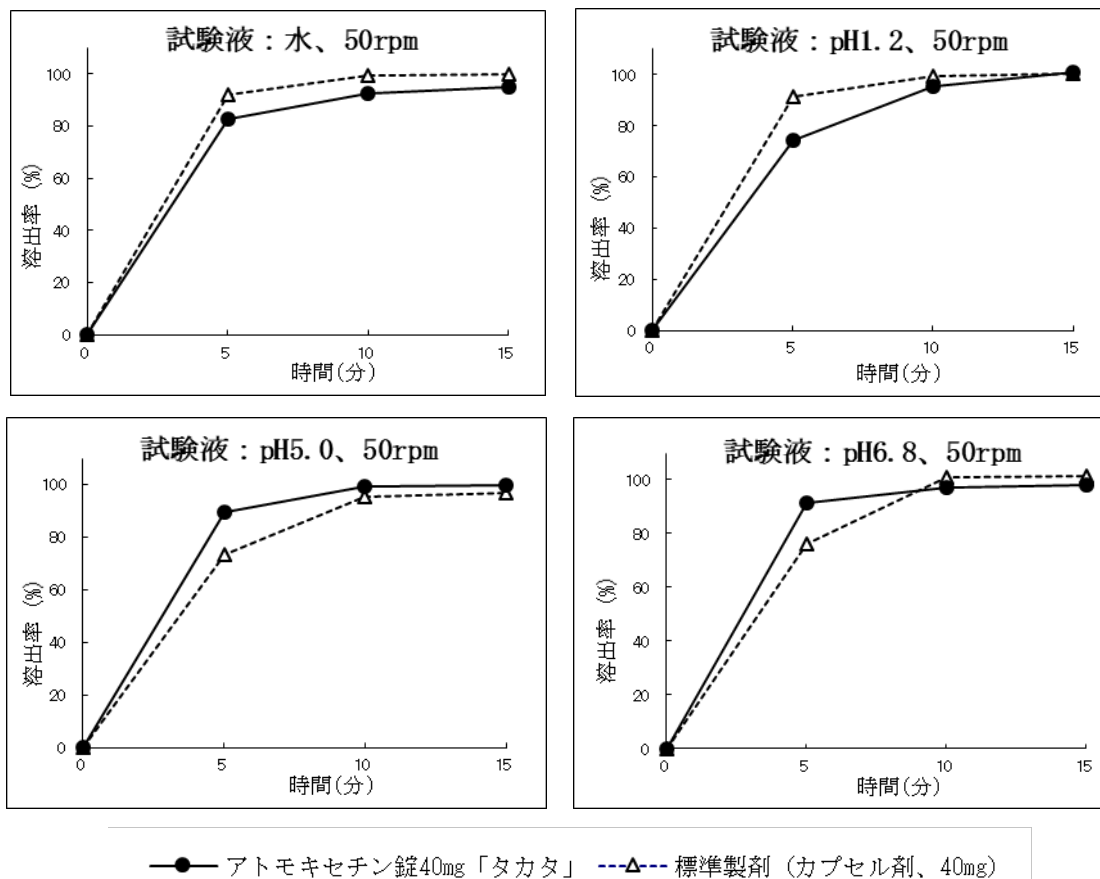 試験液：水、50rpm
溶出率 (%)
100
80
60
40
20
0
0 5 10 15
時間(分)
試験液：pH1.2、50rpm
溶出率 (%)
100
80
60
40
20
0
0 5 10 15
時間(分)
試験液：pH5.0、50rpm
溶出率 (%)
100
80
60
40
20
0
0 5 10 15
時間(分)
試験液：pH6.8、50rpm
溶出率 (%)
100
80
60
40
20
0
0 5 10 15
時間(分)
アトモキセチン錠40mg「タカタ」 標準製剤 (カプセル剤、40mg)